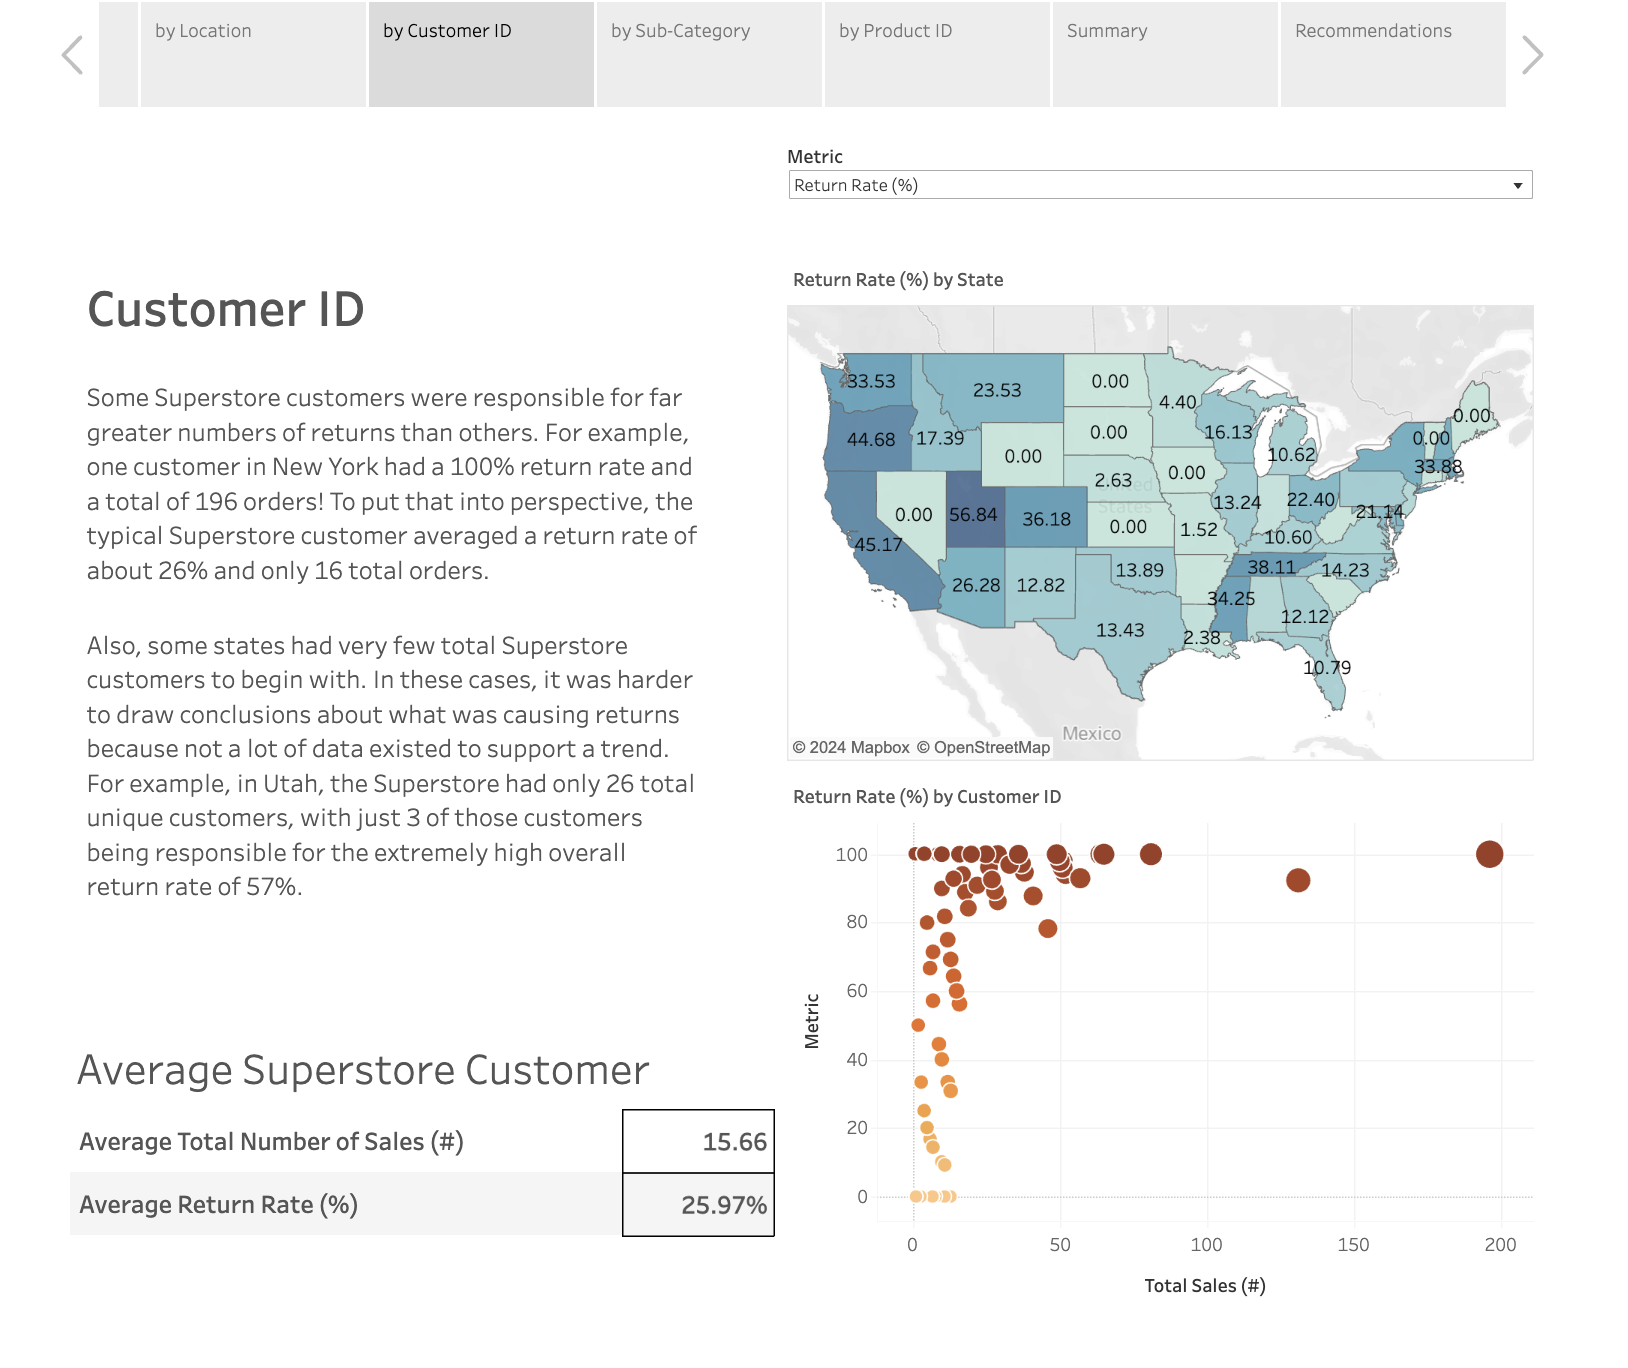 by Location
by Customer ID
by Sub-Category
by Product ID
Summary
Recommendations
Metric
Return Rate (%)
Customer ID
Some Superstore customers were responsible for far
greater numbers of returns than others. For example,
one customer in New York had a 100% return rate and
a total of 196 orders! To put that into perspective, the
typical Superstore customer averaged a return rate of
about 26% and only 16 total orders.
Also, some states had very few total Superstore
customers to begin with. In these cases, it was harder
to draw conclusions about what was causing returns
because not a lot of data existed to support a trend.
For example, in Utah, the Superstore had only 26 total
unique customers, with just 3 of those customers
being responsible for the extremely high overall
return rate of 57%.
Average Superstore Customer
Average Total Number of Sales (#)
15.66
Average Return Rate (%)
25.97%
Return Rate (%) by State
33.53
23.53
0.00
4.40
0.00
44.68
17.39
0.00
16.13
0.00
0.00
10.62
33.88
0.00
2.63
United
States
13.24
22.40
0.00
56.84
36.18
0.00
1.52
21.14
45.17
10.60
26.28
12.82
13.89
38.11
14.23
34.25
12.12
13.43
2.38
10.79
Mexico
© 2024 Mapbox © OpenStreetMap
Return Rate (%) by Customer ID
100
80
60
40
20
0
Metric
0
50
100
150
200
Total Sales (#)